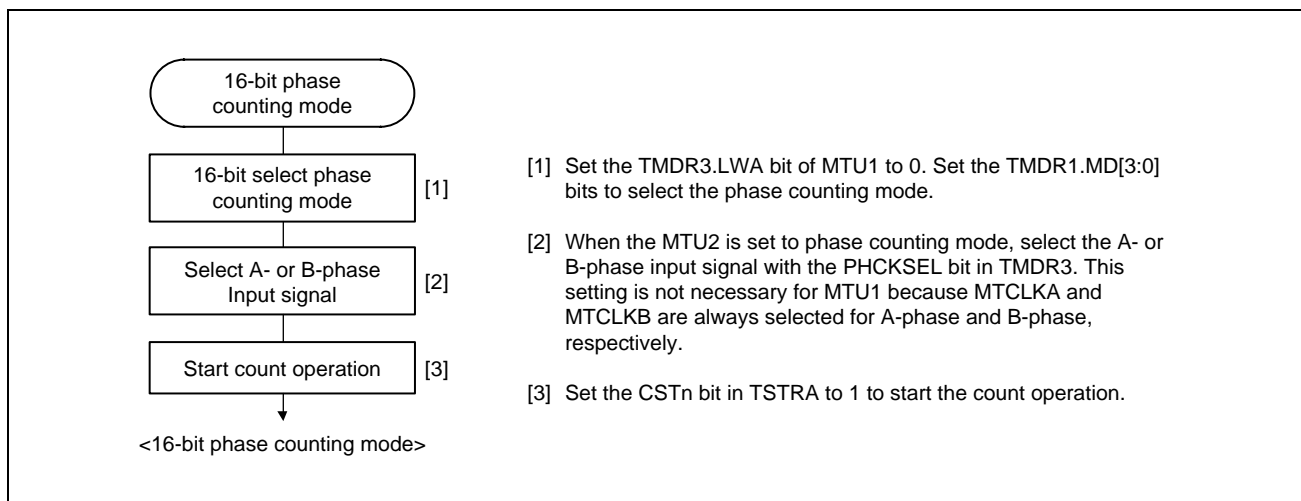 16-bit phase
counting mode
16-bit select phase
counting mode
[1]
Select A- or B-phase
Input signal
[2]
Start count operation
[3]
<16-bit phase counting mode>
[1] Set the TMDR3.LWA bit of MTU1 to 0. Set the TMDR1.MD[3:0]
bits to select the phase counting mode.
[2] When the MTU2 is set to phase counting mode, select the A- or
B-phase input signal with the PHCKSEL bit in TMDR3. This
setting is not necessary for MTU1 because MTCLKA and
MTCLKB are always selected for A-phase and B-phase,
respectively.
[3] Set the CSTn bit in TSTRA to 1 to start the count operation.